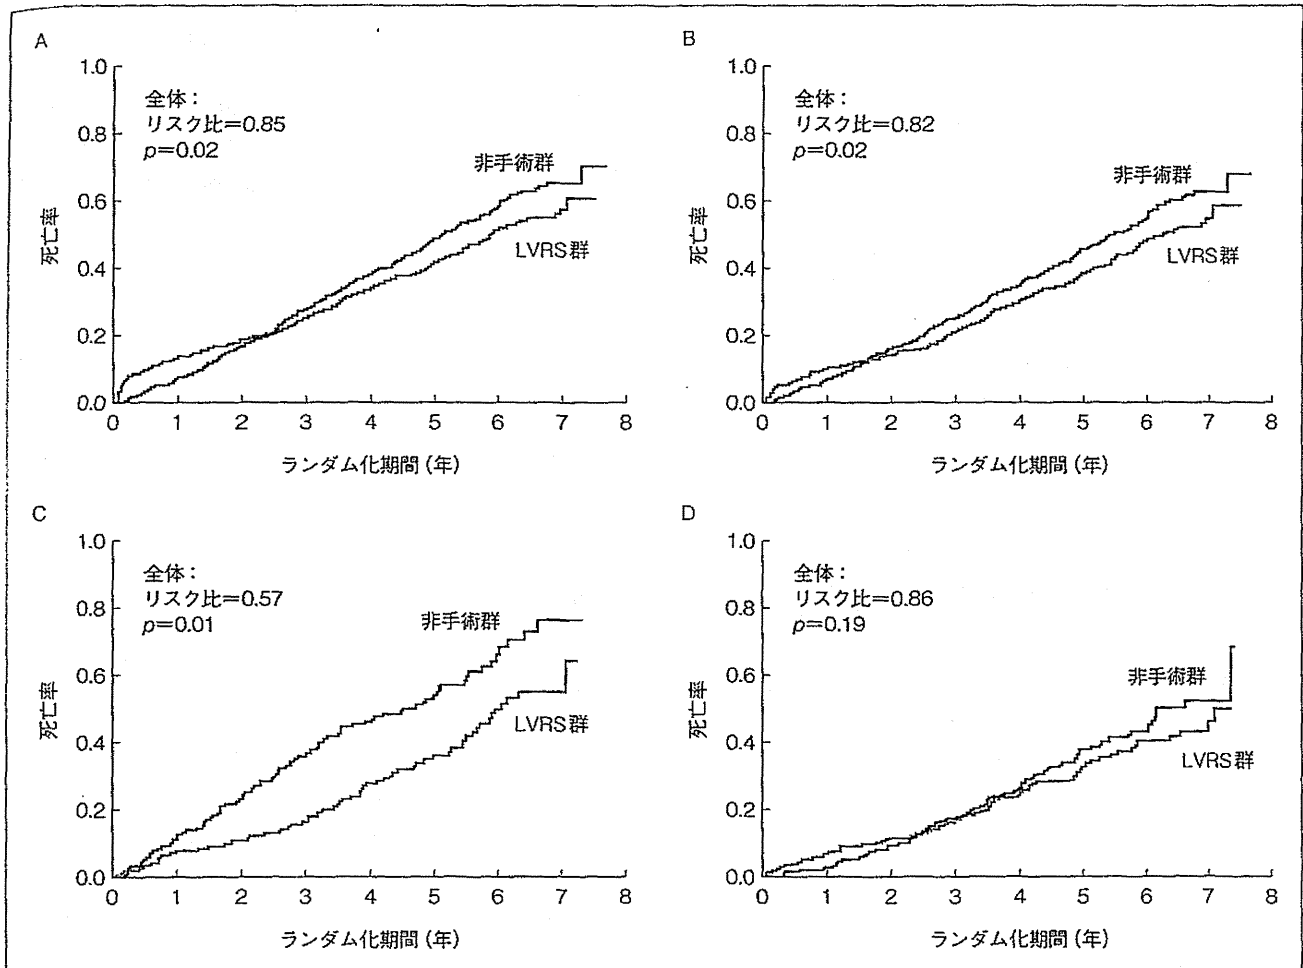 A
1.0
0.8
0.6
0.4
0.2
0.0
死亡率
全体：
リスク比=0.85
p=0.02
非手術群
LVRS群
0 1 2 3 4 5 6 7 8
ランダム化期間（年）
B
1.0
0.8
0.6
0.4
0.2
0.0
死亡率
全体：
リスク比=0.82
p=0.02
非手術群
LVRS群
0 1 2 3 4 5 6 7 8
ランダム化期間（年）
C
1.0
0.8
0.6
0.4
0.2
0.0
死亡率
全体：
リスク比=0.57
p=0.01
非手術群
LVRS群
0 1 2 3 4 5 6 7 8
ランダム化期間（年）
D
1.0
0.8
0.6
0.4
0.2
0.0
死亡率
全体：
リスク比=0.86
p=0.19
非手術群
LVRS群
0 1 2 3 4 5 6 7 8
ランダム化期間（年）